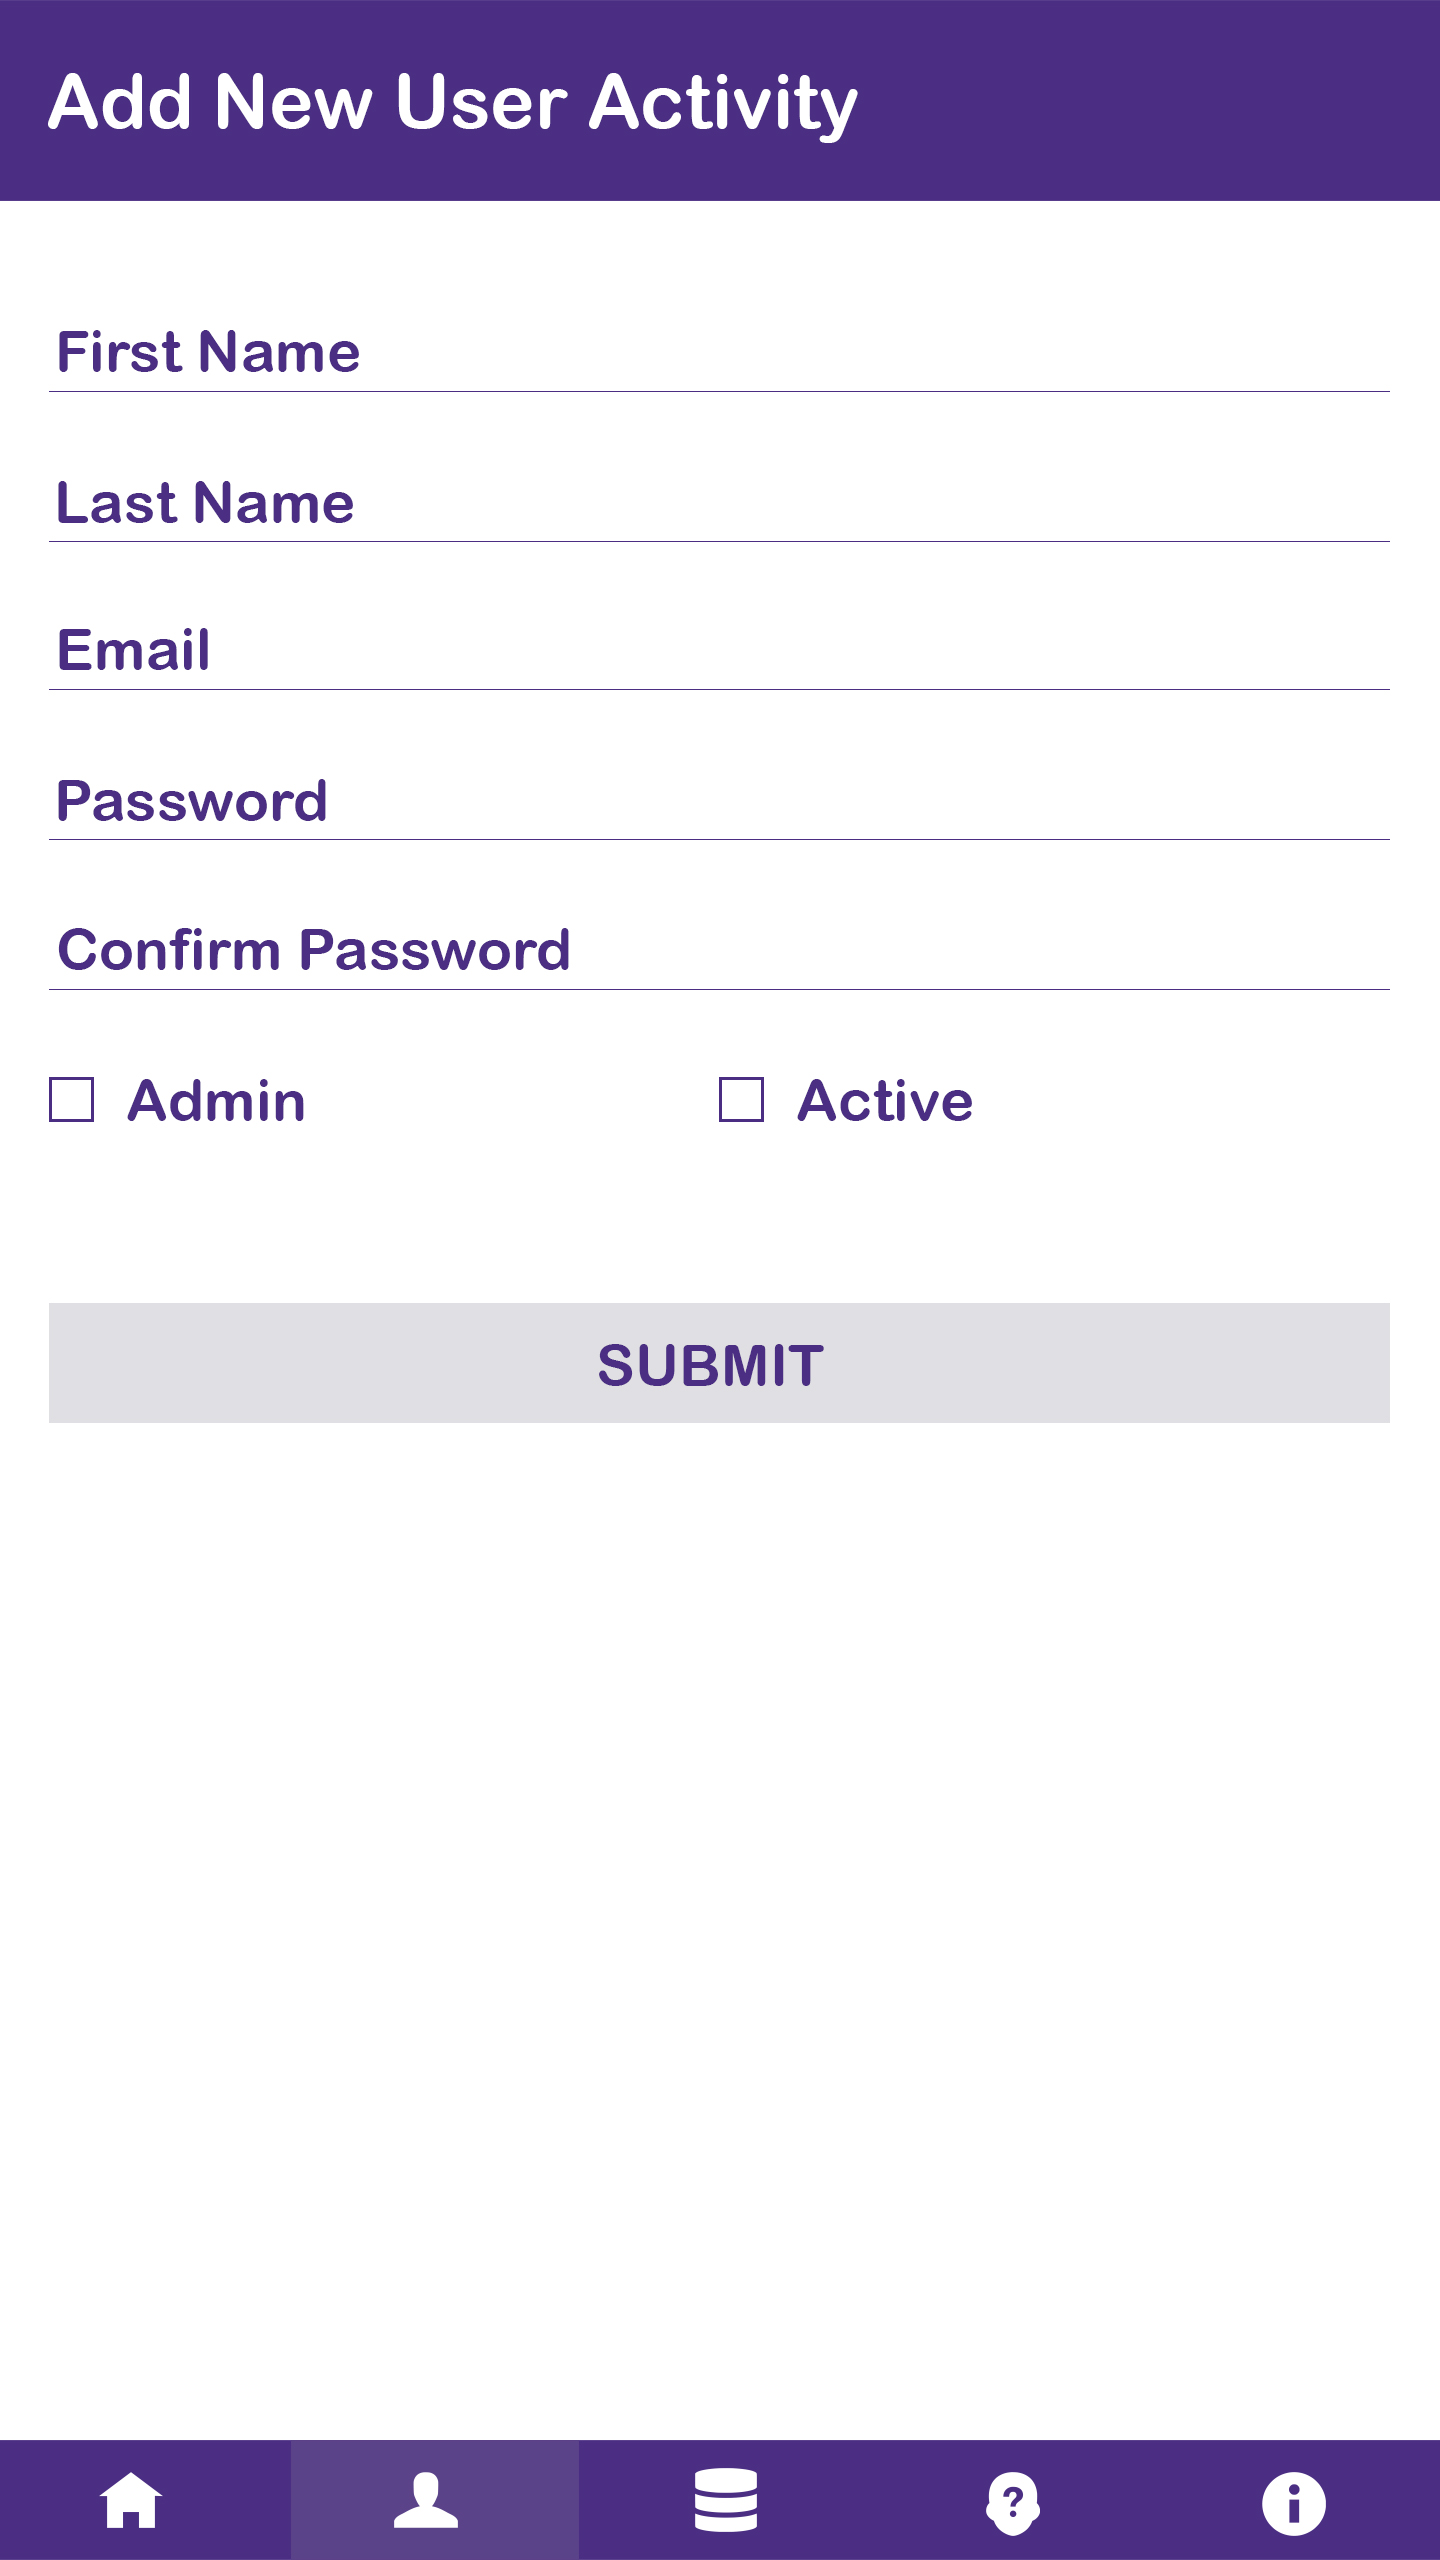 Add New User Activity
First Name
Last Name
Email
Password
Confirm Password
Admin Active
SUBMIT
?
i